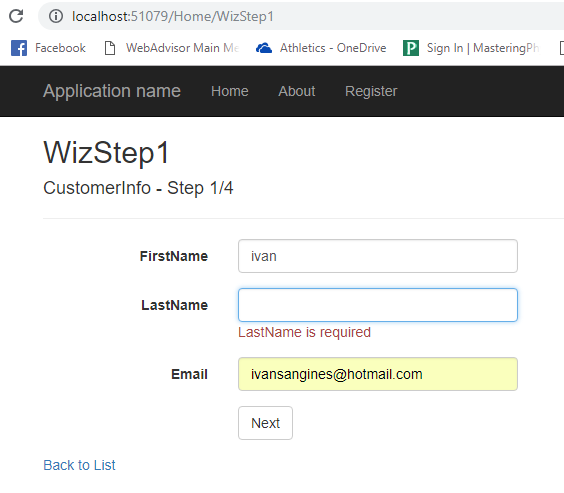 localhost:51079/Home/WizStep1
Facebook WebAdvisor Main Me Athletics - OneDrive Sign In | MasteringPh
Application name Home About Register
WizStep1
CustomerInfo - Step 1/4
FirstName ivan
LastName
LastName is required
Email ivansangines@hotmail.com
Next
Back to List